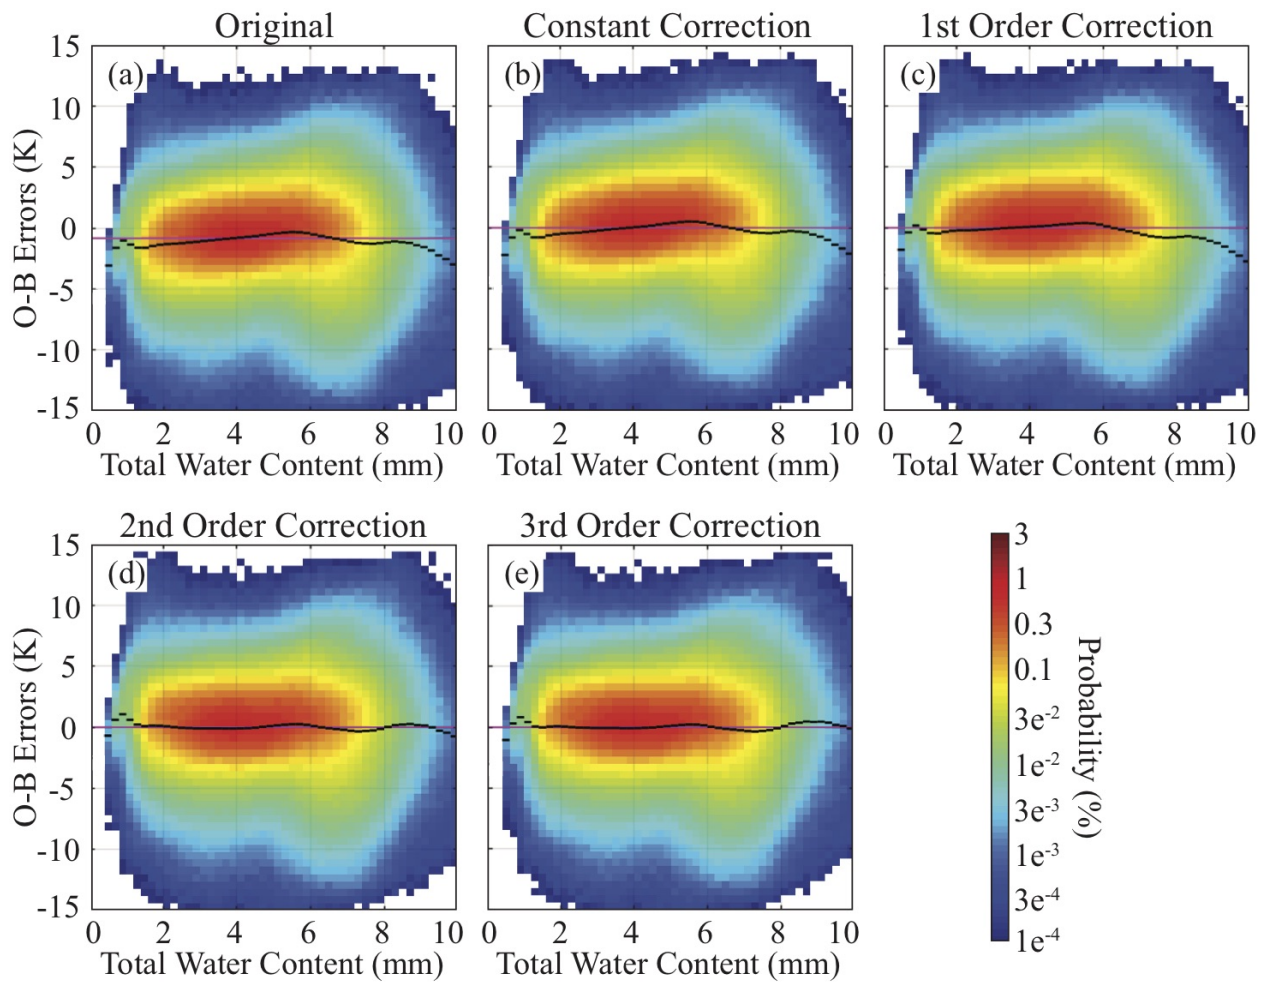 Original
Constant Correction
1st Order Correction
(a)
(b)
(c)
15
10
5
0
-5
-10
-15
O-B Errors (K)
0 2 4 6 8 10
0 2 4 6 8 10
0 2 4 6 8 10
Total Water Content (mm)
Total Water Content (mm)
Total Water Content (mm)
2nd Order Correction
3rd Order Correction
(d)
(e)
15
10
5
0
-5
-10
-15
O-B Errors (K)
0 2 4 6 8 10
0 2 4 6 8 10
Total Water Content (mm)
Total Water Content (mm)
3
1
0.3
0.1
3e-2
1e-2
3e-3
1e-3
3e-4
1e-4
Probability (%)